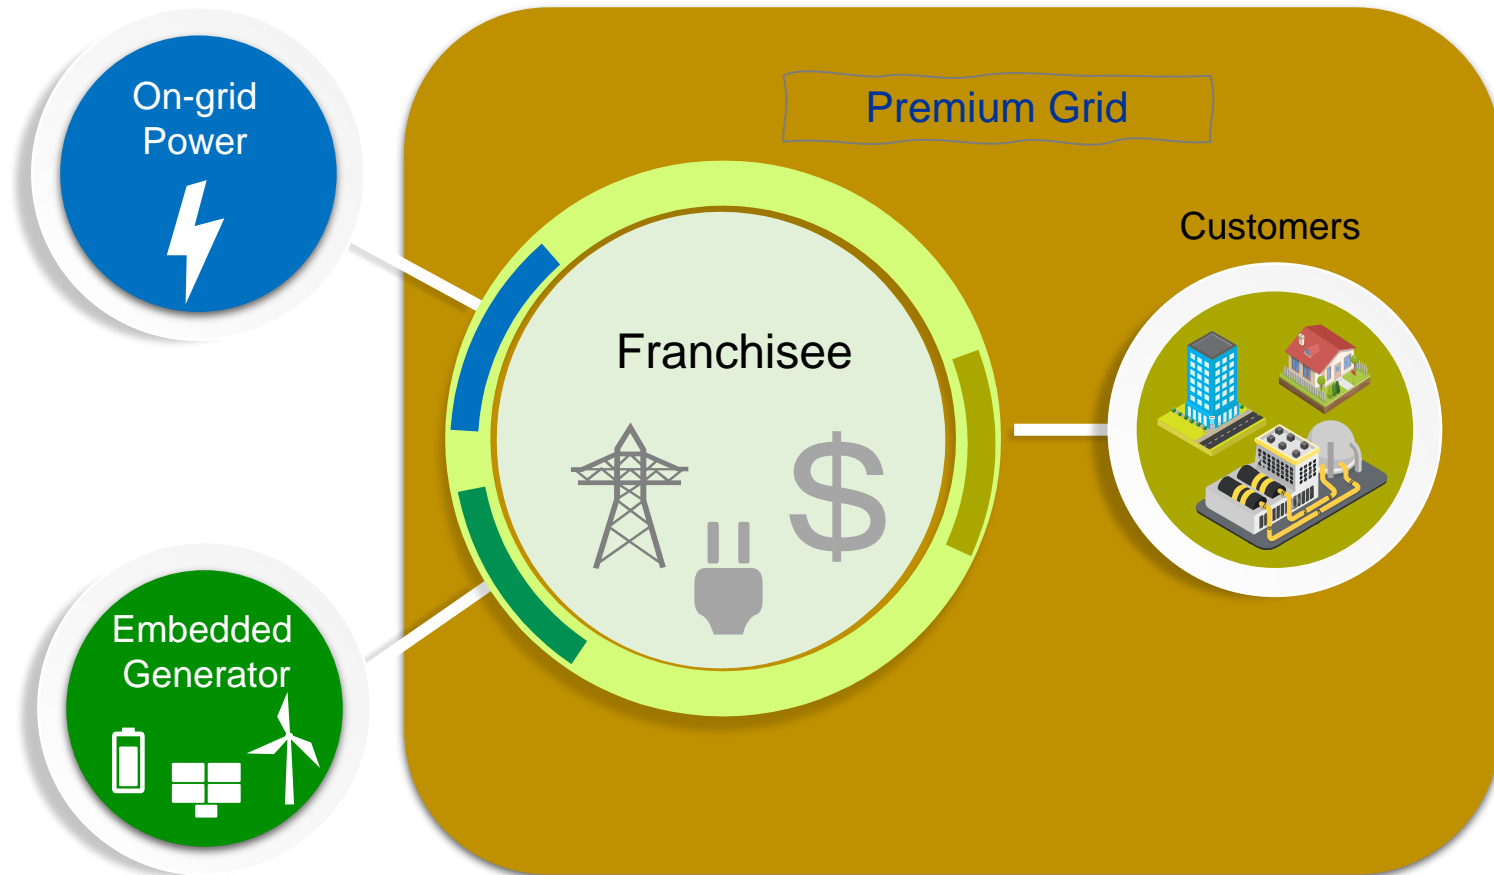 On-grid
Power
Premium Grid
Customers
Franchisee
$
Embedded
Generator